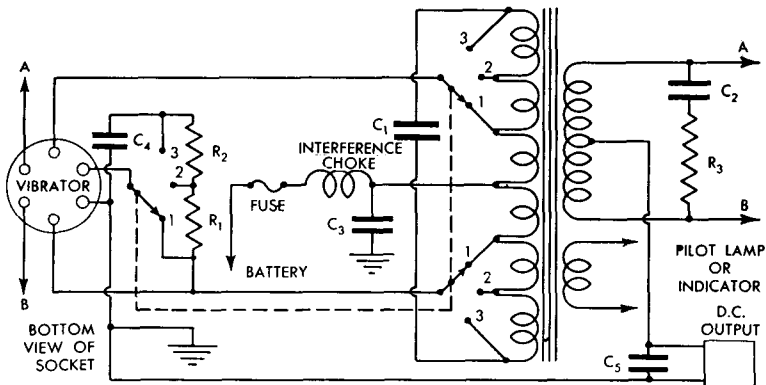 A
3
2
1
C1
C2
A
C4
3
R2
2
INTERFERENCE
CHOKE
VIBRATOR
1
R1
FUSE
C3
R3
B
B
BATTERY
1
2
3
PILOT LAMP
OR
INDICATOR
BOTTOM
VIEW OF
SOCKET
D.C.
OUTPUT
C5